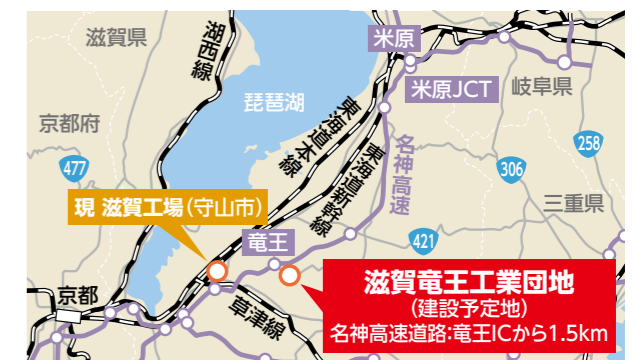 滋賀県
湖西線
米原
琵琶湖
米原JCT
岐阜県
京都府
東海道本線
東海道新幹線
名神高速
477
258
306
現 滋賀工場(守山市)
三重県
竜王
421
京都
草津線
滋賀竜王工業団地
(建設予定地)
名神高速道路:竜王ICから1.5km